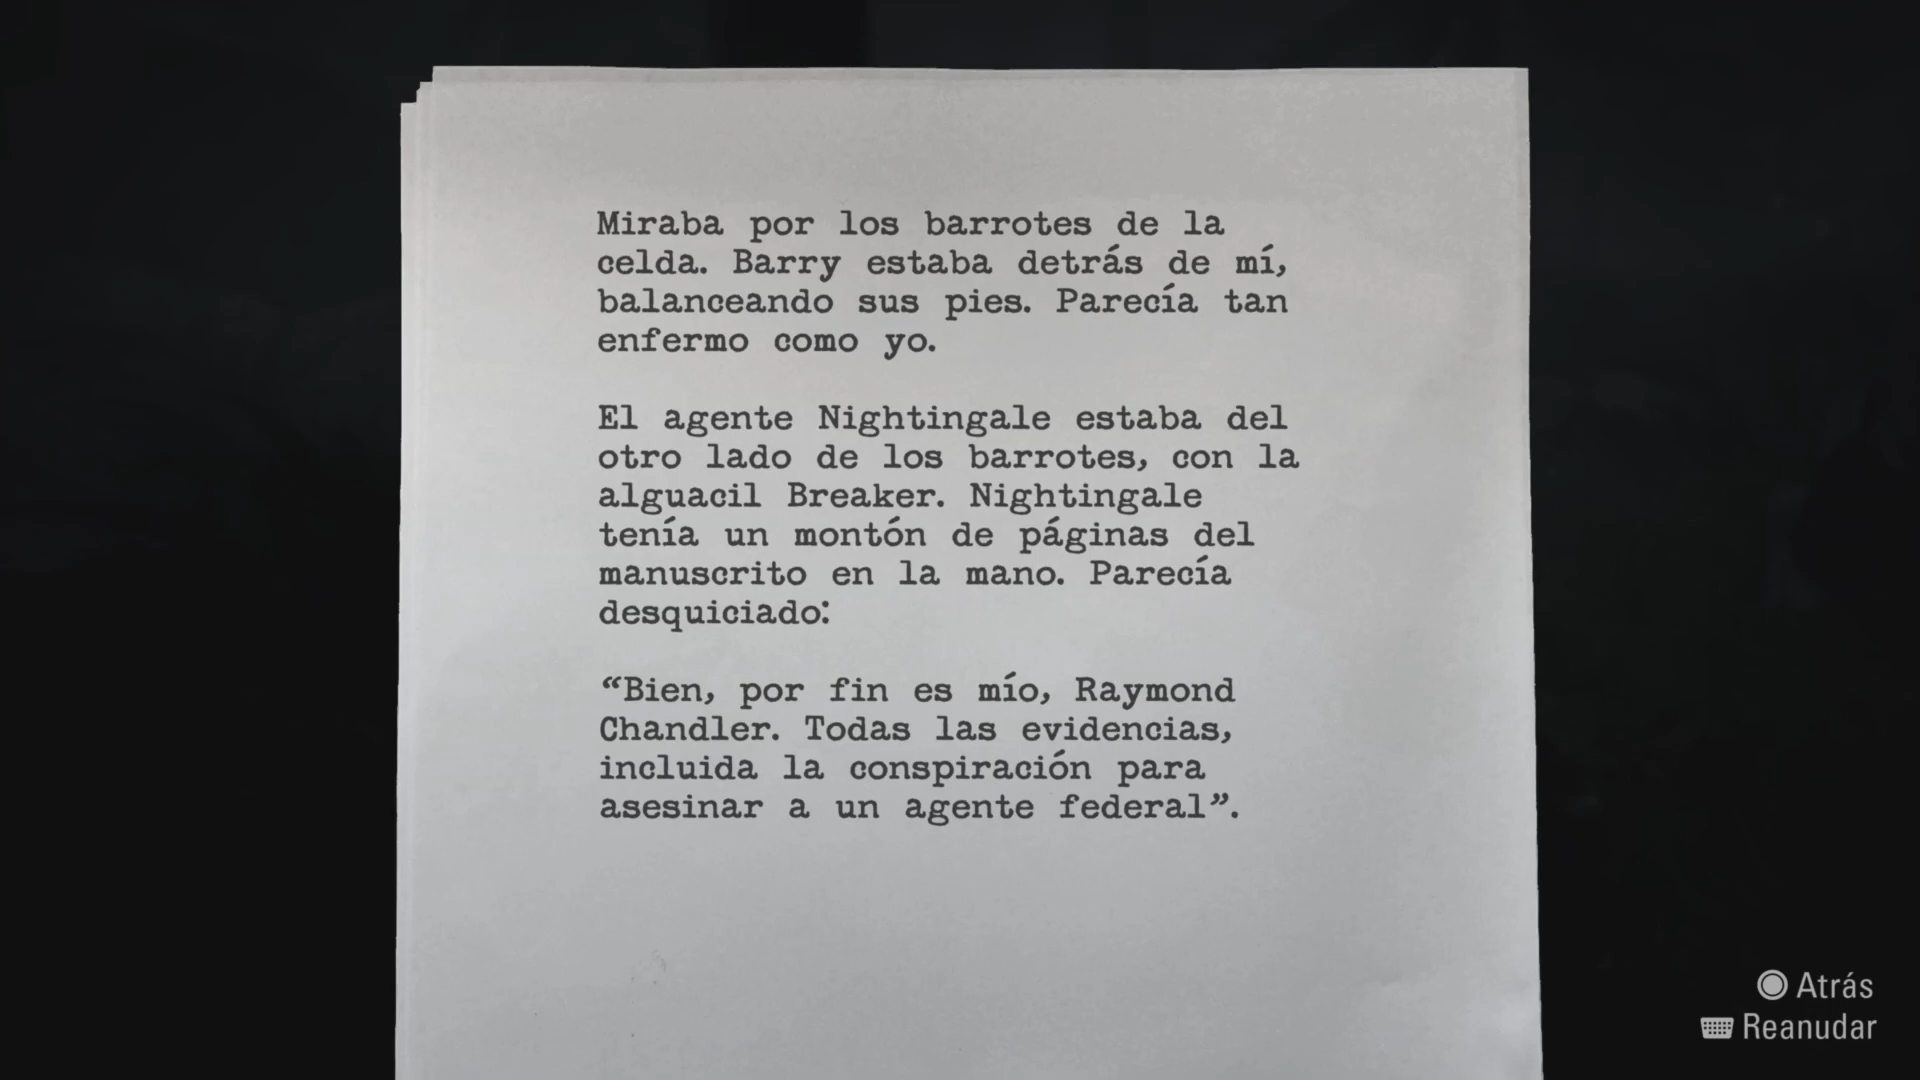 Miraba por los barrotes de la
celda. Barry estaba detrás de mí,
balanceando sus pies. Parecía tan
enfermo como yo.
El agente Nightingale estaba del
otro lado de los barrotes, con la
alguacil Breaker. Nightingale
tenía un montón de páginas del
manuscrito en la mano. Parecía
desquiciado:
“Bien, por fin es mío, Raymond
Chandler. Todas las evidencias,
incluida la conspiración para
asesinar a un agente federal”.
Atrás
Reanudar